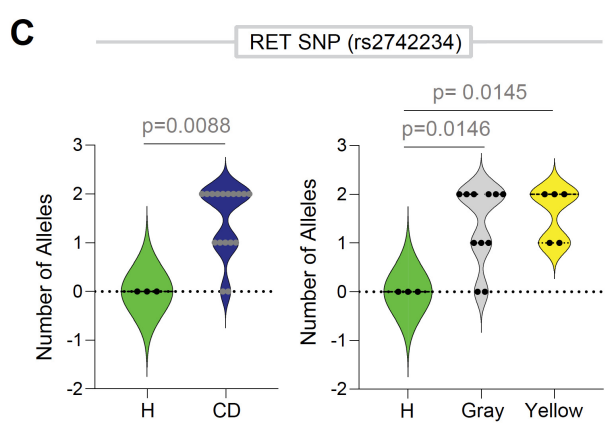 C
RET SNP (rs2742234)
p=0.0088
3
2
1
0
-1
-2
Number of Alleles
H CD
p= 0.0145
p=0.0146
3
2
1
0
-1
-2
Number of Alleles
H Gray Yellow